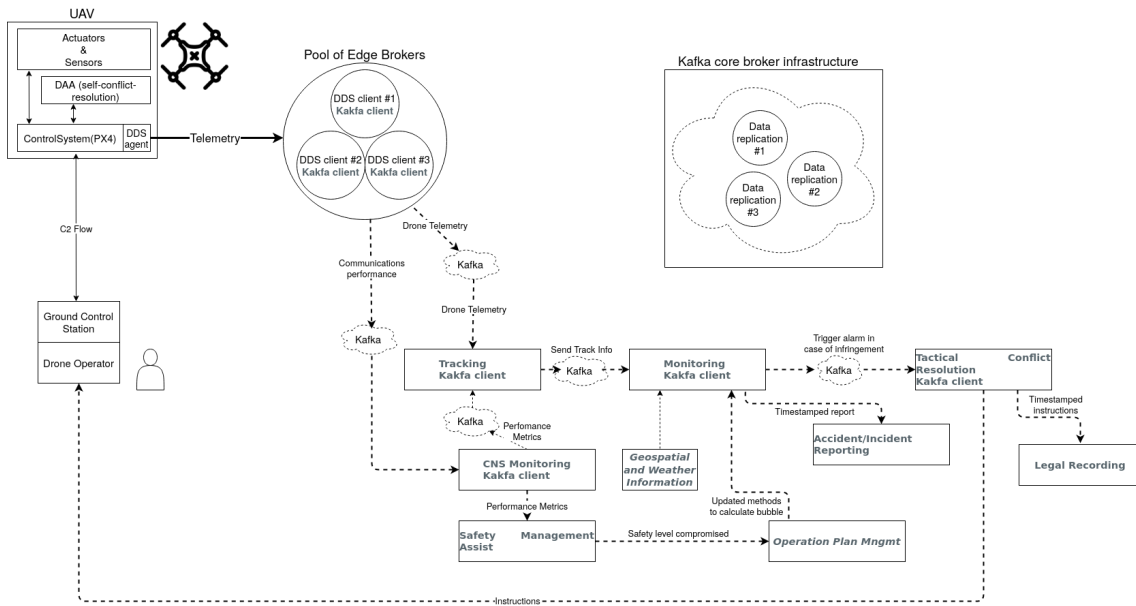 UAV
Actuators
&
Sensors
DAA (self-conflict-
resolution)
ControlSystem(PX4)
DDS
agent
Telemetry
Pool of Edge Brokers
DDS client #1
Kakfa client
DDS client #2
Kakfa client
DDS client #3
Kakfa client
Kafka core broker infrastructure
Data
replication
#1
Data
replication
#2
Data
replication
#3
C2 Flow
Drone Telemetry
Communications
performance
Kafka
Drone Telemetry
Kafka
Ground Control
Station
Drone Operator
Tracking
Kakfa client
Send Track Info
Kafka
Monitoring
Kakfa client
Trigger alarm in
case of infringement
Kafka
Tactical Conflict
Resolution
Kakfa client
Timestamped
instructions
Timestamped report
Kafka
Perfomance
Metrics
Accident/Incident
Reporting
CNS Monitoring
Kakfa client
Geospatial
and Weather
Information
Legal Recording
Performance Metrics
Updated methods
to calculate bubble
Safety Management
Assist
Safety level compromised
Operation Plan Mngmt
Instructions